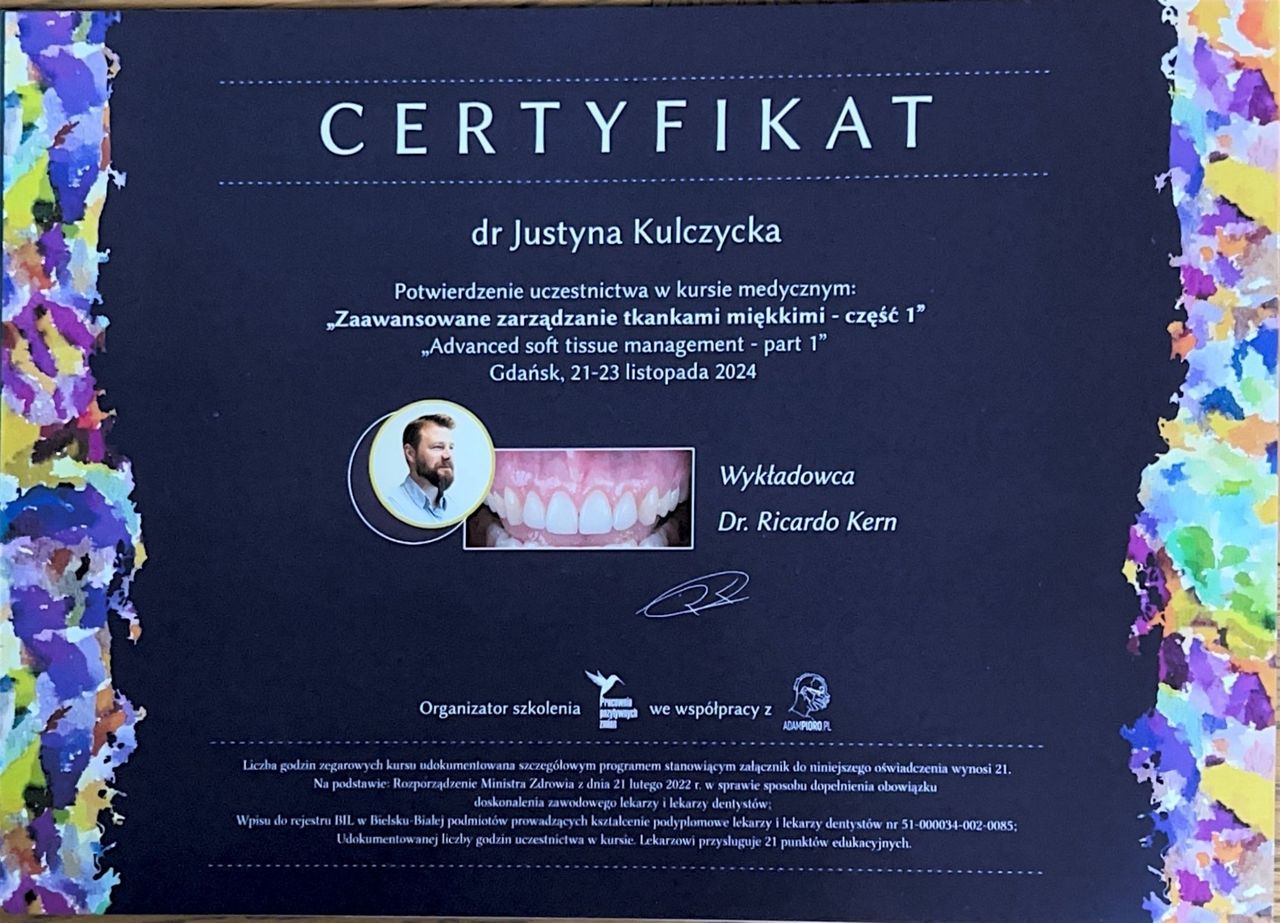 CERTYFIKAT
dr Justyna Kulczycka
Potwierdzenie uczestnictwa w kursie medycznym:
„Zaawansowane zarządzanie tkankami miękkimi - część 1”
„Advanced soft tissue management - part 1”
Gdańsk, 21-23 listopada 2024
Wykładowca
Dr. Ricardo Kern
Organizator szkolenia
Pracownia
pozytywnych
zmian
we współpracy z
ADAMPIORO.PL
Liczba godzin zegarowych kursu udokumentowana szczegółowym programem stanowiącym załącznik do niniejszego oświadczenia wynosi 21.
Na podstawie: Rozporządzenie Ministra Zdrowia z dnia 21 lutego 2022 r. w sprawie sposobu dopełnienia obowiązku
doskonalenia zawodowego lekarzy i lekarzy dentystów;
Wpisu do rejestru BIL w Bielsku-Białej podmiotów prowadzących kształcenie podyplomowe lekarzy i lekarzy dentystów nr 51-000034-002-0085;
Udokumentowanej liczby godzin uczestnictwa w kursie. Lekarzowi przysługuje 21 punktów edukacyjnych.